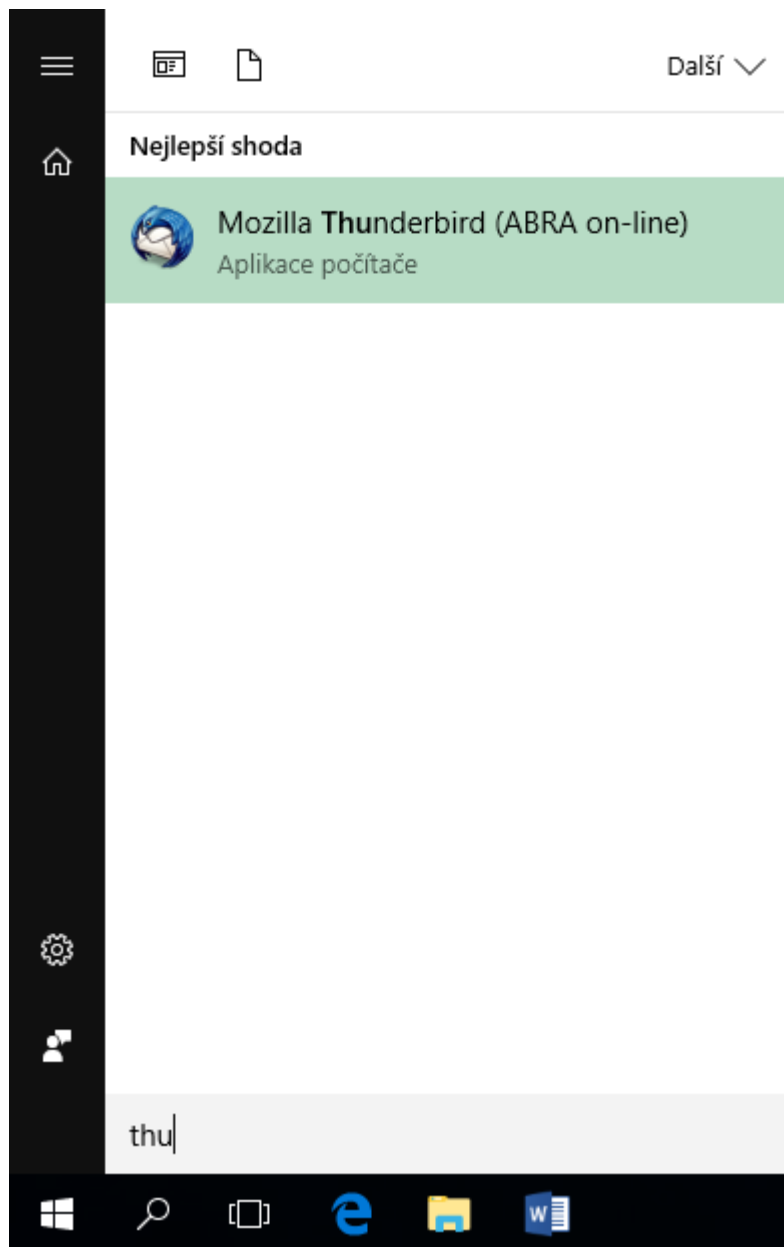 Další
Nejlepší shoda
Mozilla Thunderbird (ABRA on-line)
Aplikace počítače
thu